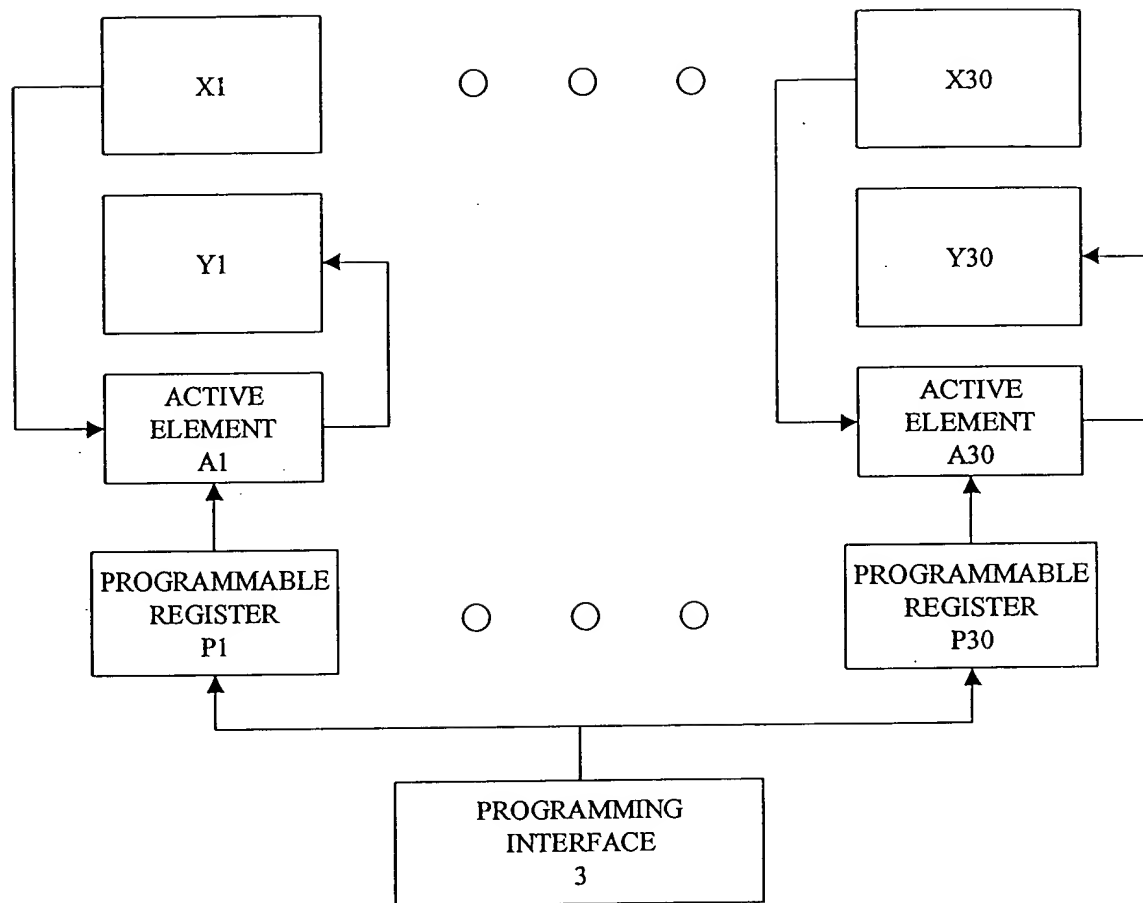 X1
X30
Y1
Y30
ACTIVE
ELEMENT
A1
ACTIVE
ELEMENT
A30
PROGRAMMABLE
REGISTER
P1
PROGRAMMABLE
REGISTER
P30
PROGRAMMING
INTERFACE
3